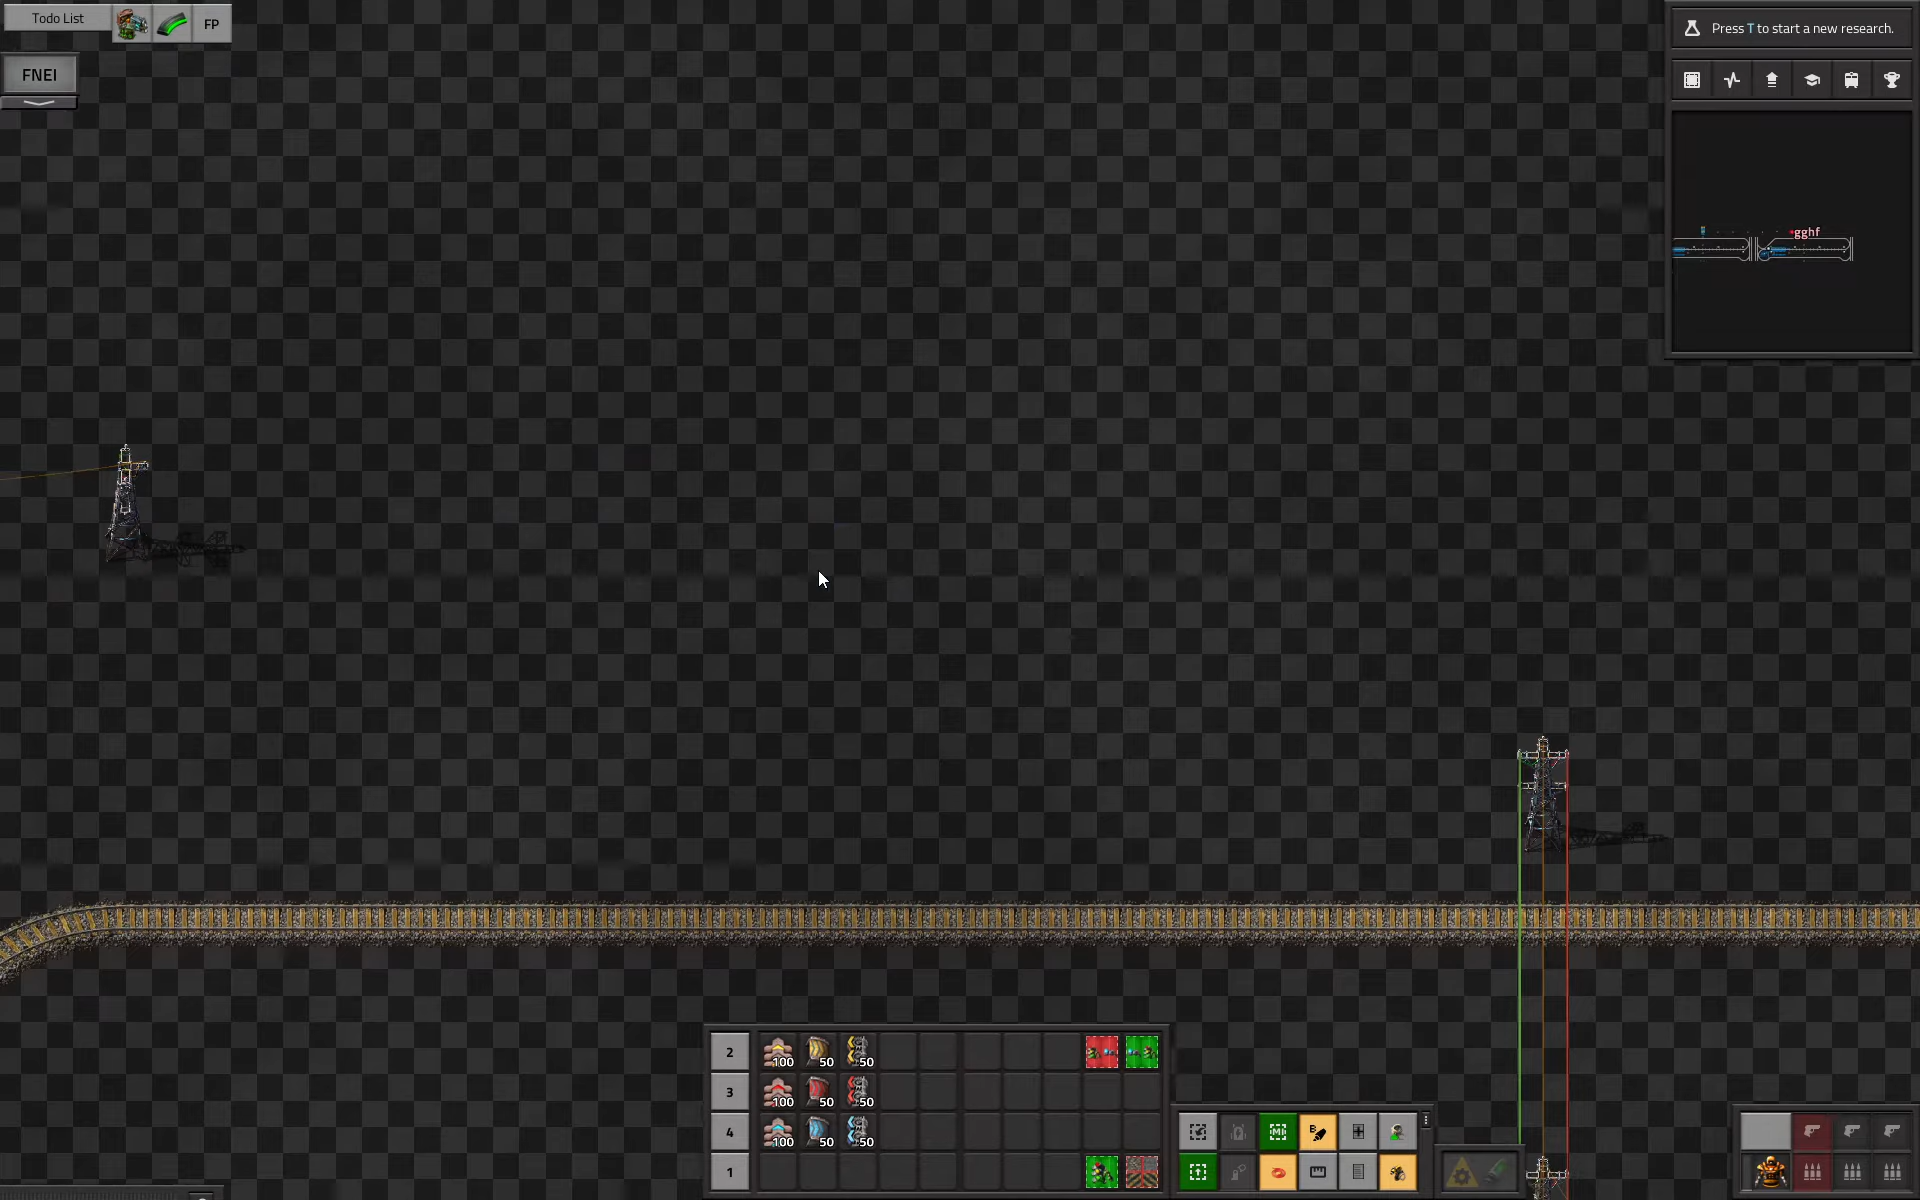 Todo List
FP
Press T to start a new research.
FNEI
gghf
2 100 50 50
3 100 50 50
4 100 50 50
1